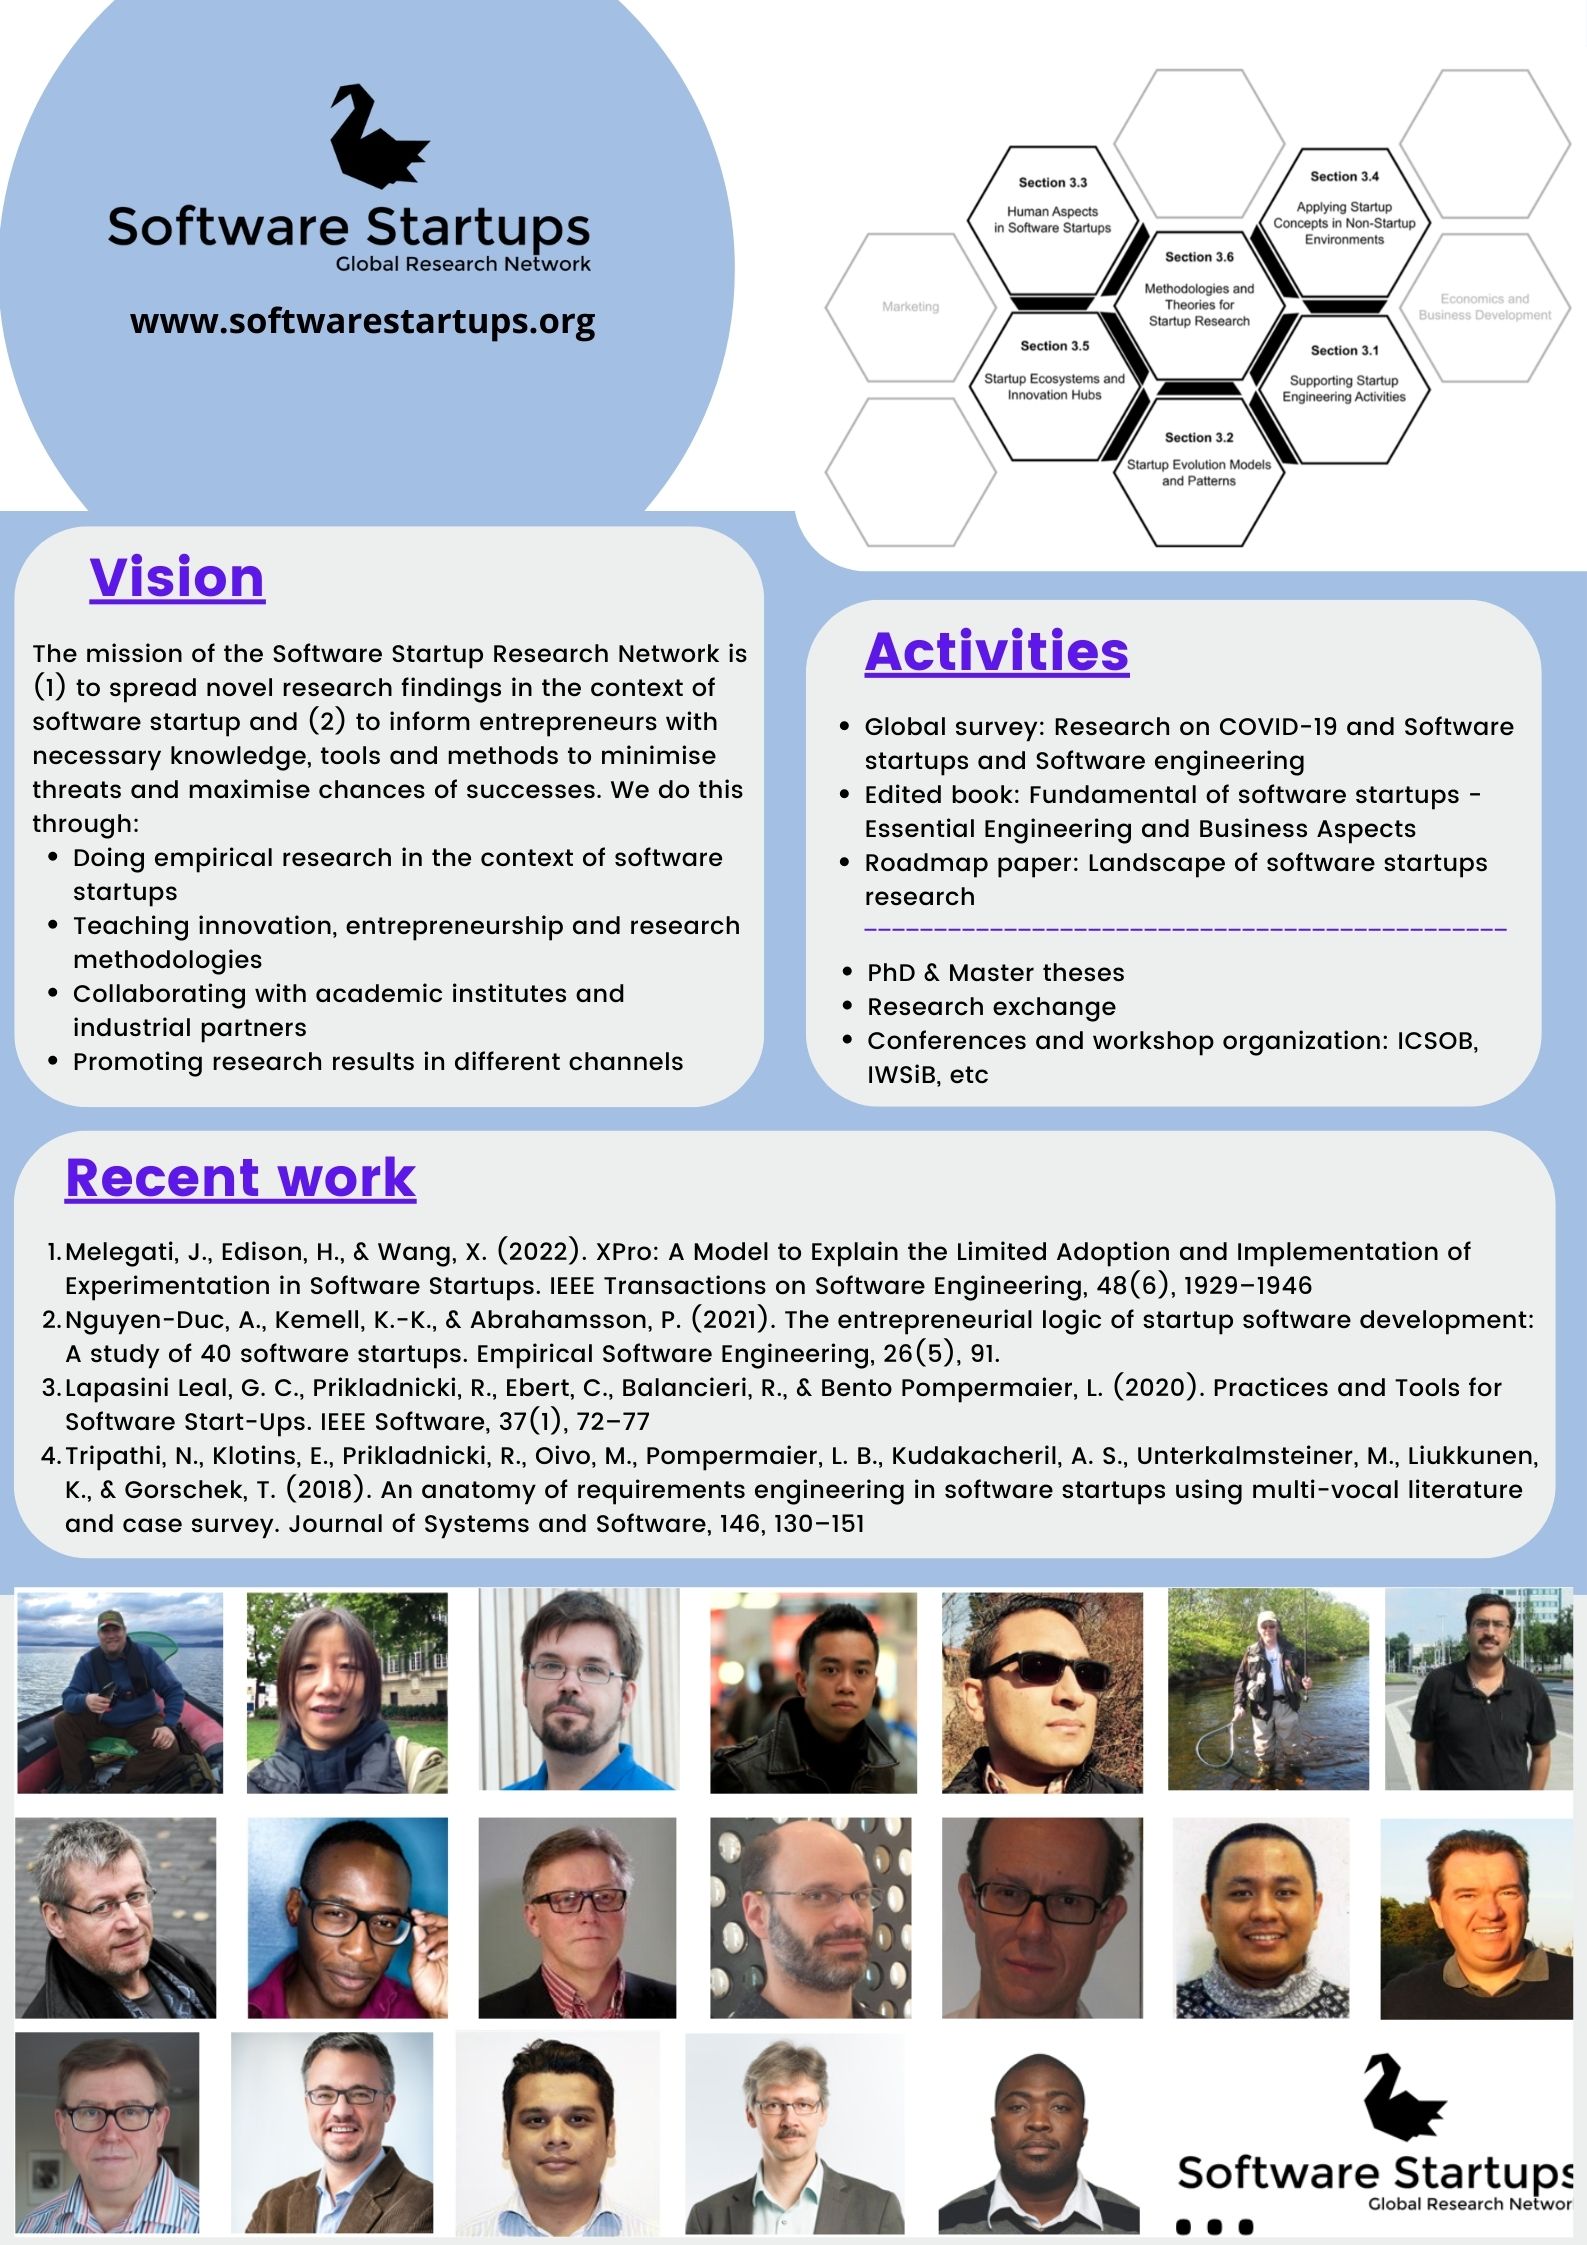 Software Startups
Global Research Network
www.softwarestartups.org
Section 3.3
Human Aspects
in Software Startups
Section 3.4
Applying Startup
Concepts in Non-Startup
Environments
Section 3.6
Methodologies and
Theories for
Startup Research
Marketing
Economics and
Business Development
Section 3.5
Startup Ecosystems and
Innovation Hubs
Section 3.1
Supporting Startup
Engineering Activities
Section 3.2
Startup Evolution Models
and Patterns
Vision
The mission of the Software Startup Research Network is
(1) to spread novel research findings in the context of
software startup and (2) to inform entrepreneurs with
necessary knowledge, tools and methods to minimise
threats and maximise chances of successes. We do this
through:
• Doing empirical research in the context of software
startups
• Teaching innovation, entrepreneurship and research
methodologies
• Collaborating with academic institutes and
industrial partners
• Promoting research results in different channels
Activities
• Global survey: Research on COVID-19 and Software
startups and Software engineering
• Edited book: Fundamental of software startups -
Essential Engineering and Business Aspects
• Roadmap paper: Landscape of software startups
research
• PhD & Master theses
• Research exchange
• Conferences and workshop organization: ICSOB,
IWSiB, etc
Recent work
1. Melegati, J., Edison, H., & Wang, X. (2022). XPro: A Model to Explain the Limited Adoption and Implementation of
Experimentation in Software Startups. IEEE Transactions on Software Engineering, 48(6), 1929–1946
2. Nguyen-Duc, A., Kemell, K.-K., & Abrahamsson, P. (2021). The entrepreneurial logic of startup software development:
A study of 40 software startups. Empirical Software Engineering, 26(5), 91.
3. Lapasini Leal, G. C., Prikladnicki, R., Ebert, C., Balancieri, R., & Bento Pompermaier, L. (2020). Practices and Tools for
Software Start-Ups. IEEE Software, 37(1), 72–77
4. Tripathi, N., Klotins, E., Prikladnicki, R., Oivo, M., Pompermaier, L. B., Kudakacheril, A. S., Unterkalmsteiner, M., Liukkunen,
K., & Gorschek, T. (2018). An anatomy of requirements engineering in software startups using multi-vocal literature
and case survey. Journal of Systems and Software, 146, 130–151
Software Startups
Global Research Networ
...